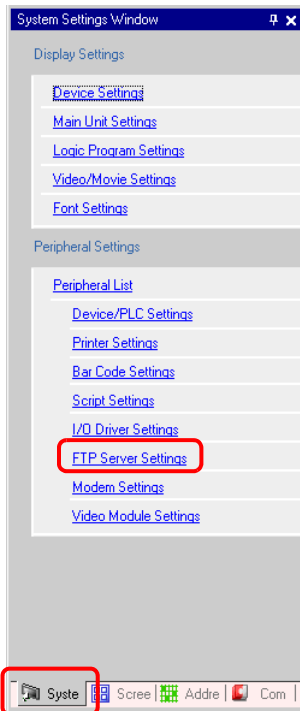 System Settings Window
Display Settings
Device Settings
Main Unit Settings
Logic Program Settings
Video/Movie Settings
Font Settings
Peripheral Settings
Peripheral List
Device/PLC Settings
Printer Settings
Bar Code Settings
Script Settings
I/O Driver Settings
FTP Server Settings
Modem Settings
Video Module Settings
Syste Scree Addre Com